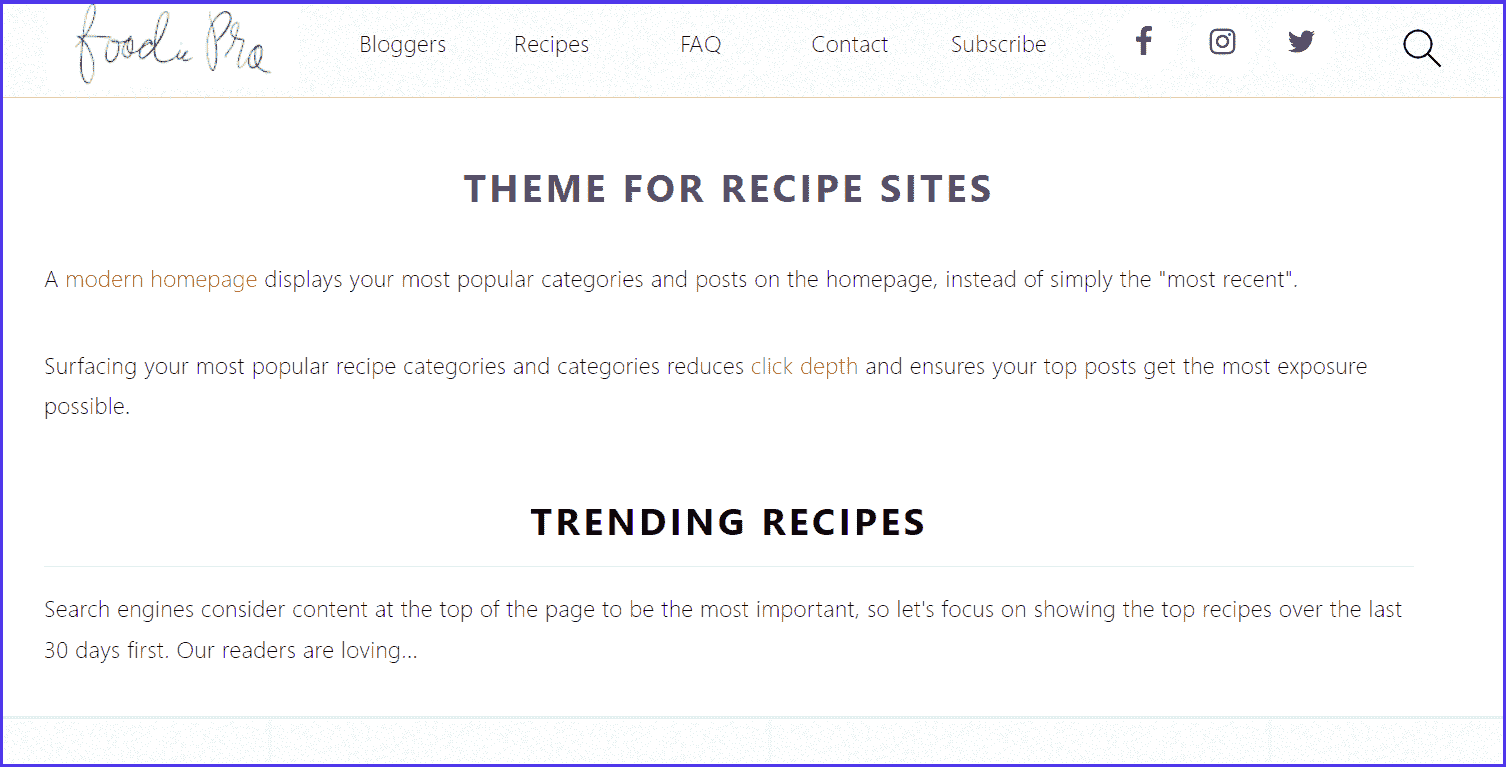 foodie Pro
Bloggers Recipes FAQ Contact Subscribe
THEME FOR RECIPE SITES
A modern homepage displays your most popular categories and posts on the homepage, instead of simply the "most recent".
Surfacing your most popular recipe categories and categories reduces click depth and ensures your top posts get the most exposure
possible.
TRENDING RECIPES
Search engines consider content at the top of the page to be the most important, so let's focus on showing the top recipes over the last
30 days first. Our readers are loving...